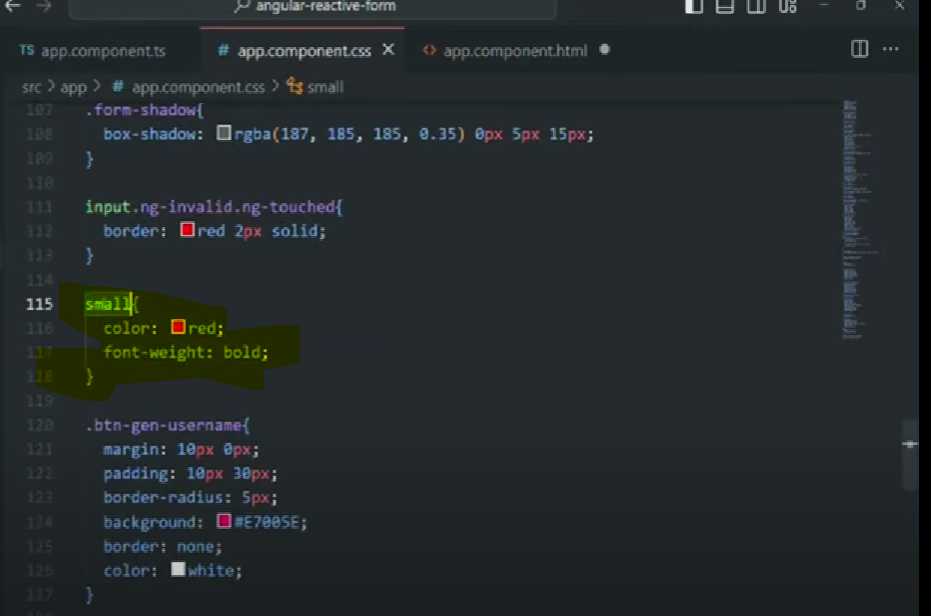 angular-reactive-form
TS app.component.ts # app.component.css × <> app.component.html ●
src > app > # app.component.css > small
107 .form-shadow{
108 box-shadow: rgba(187, 185, 185, 0.35) 0px 5px 15px;
109 }
110
111 input.ng-invalid.ng-touched{
112 border: red 2px solid;
113 }
114
115 small{
116 color: red;
117 font-weight: bold;
118 }
119
120 .btn-gen-username{
121 margin: 10px 0px;
122 padding: 10px 30px;
123 border-radius: 5px;
124 background: #E7005E;
125 border: none;
126 color: white;
127 }